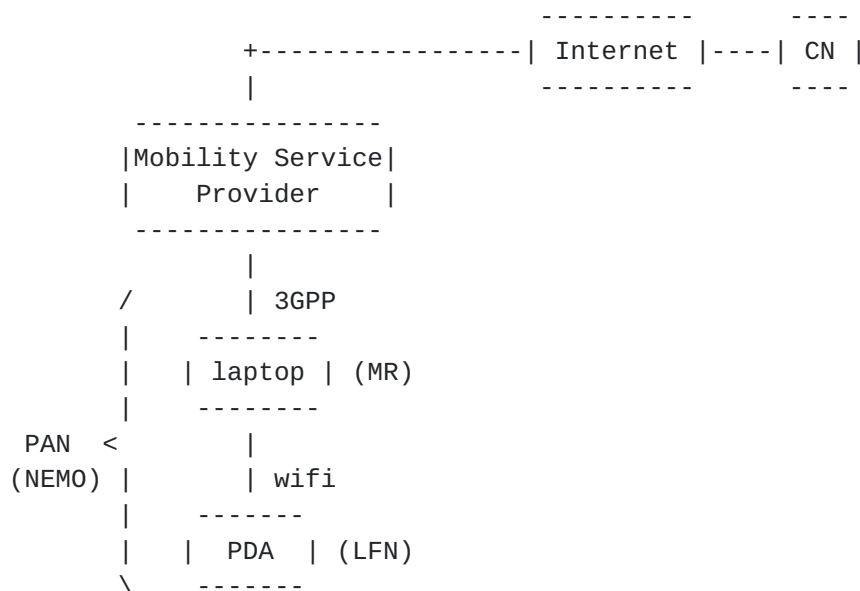 Internet CN
Mobility Service
Provider
3GPP
laptop (MR)
PAN
(NEMO) wifi
PDA (LFN)